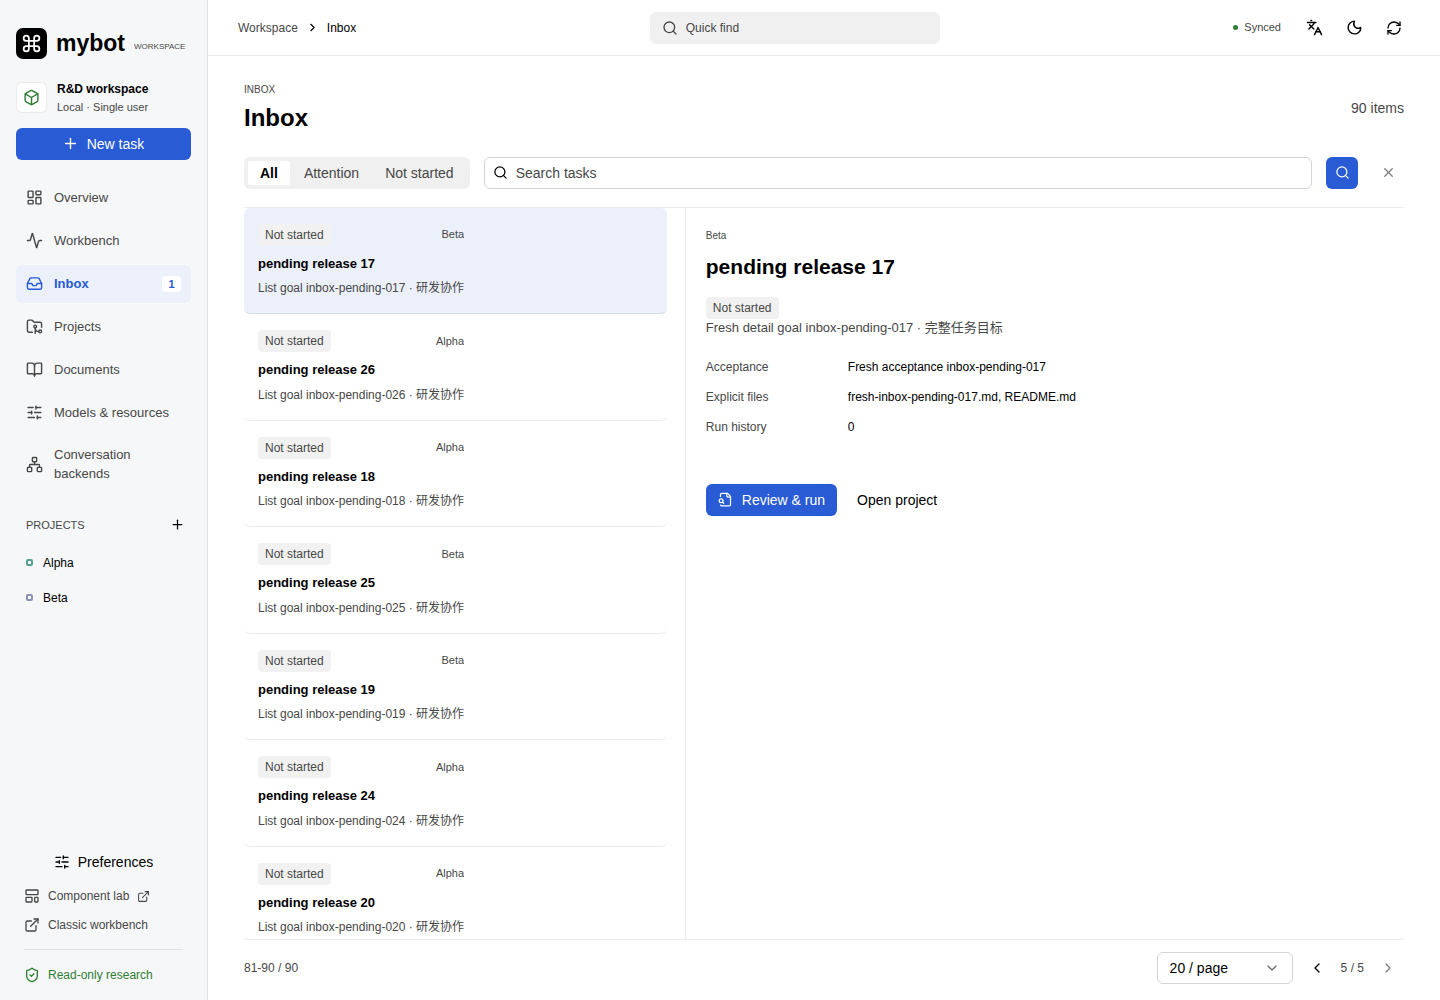 mybot WORKSPACE
R&D workspace
Local · Single user
New task
Overview
Workbench
Inbox 1
Projects
Documents
Models & resources
Conversation
backends
PROJECTS
Alpha
Beta
Preferences
Component lab
Classic workbench
Read-only research
Workspace Inbox
Quick find
Synced
INBOX
Inbox
90 items
All Attention Not started
Search tasks
Not started Beta
pending release 17
List goal inbox-pending-017 · 研发协作
Not started Alpha
pending release 26
List goal inbox-pending-026 · 研发协作
Not started Alpha
pending release 18
List goal inbox-pending-018 · 研发协作
Not started Beta
pending release 25
List goal inbox-pending-025 · 研发协作
Not started Beta
pending release 19
List goal inbox-pending-019 · 研发协作
Not started Alpha
pending release 24
List goal inbox-pending-024 · 研发协作
Not started Alpha
pending release 20
List goal inbox-pending-020 · 研发协作
Beta
pending release 17
Not started
Fresh detail goal inbox-pending-017 · 完整任务目标
Acceptance Fresh acceptance inbox-pending-017
Explicit files fresh-inbox-pending-017.md, README.md
Run history 0
Review & run Open project
81-90 / 90
20 / page
5 / 5